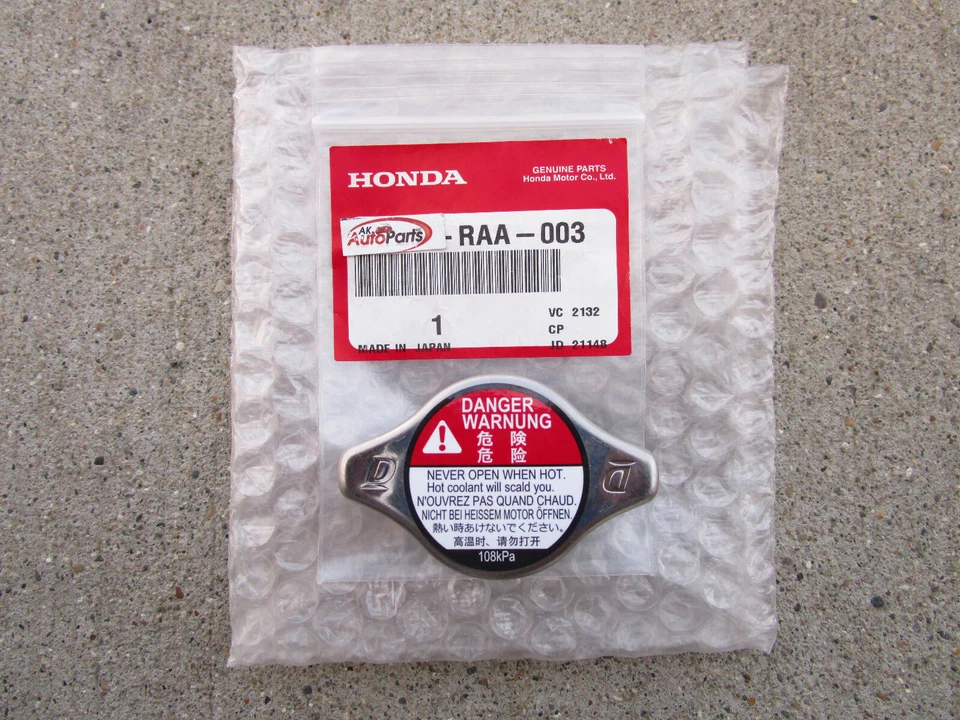 HONDA
GENUINE PARTS
Honda Motor Co., Ltd.
AK
AutoParts
-RAA-003
1
VC 2132
CP
MADE IN JAPAN
JD 21148
DANGER
WARNUNG
危 険
危 险
D
D
NEVER OPEN WHEN HOT.
Hot coolant will scald you.
N'OUVREZ PAS QUAND CHAUD.
NICHT BEI HEISSEM MOTOR ÖFFNEN.
熱い時あけないでください。
高温时、请勿打开
108kPa